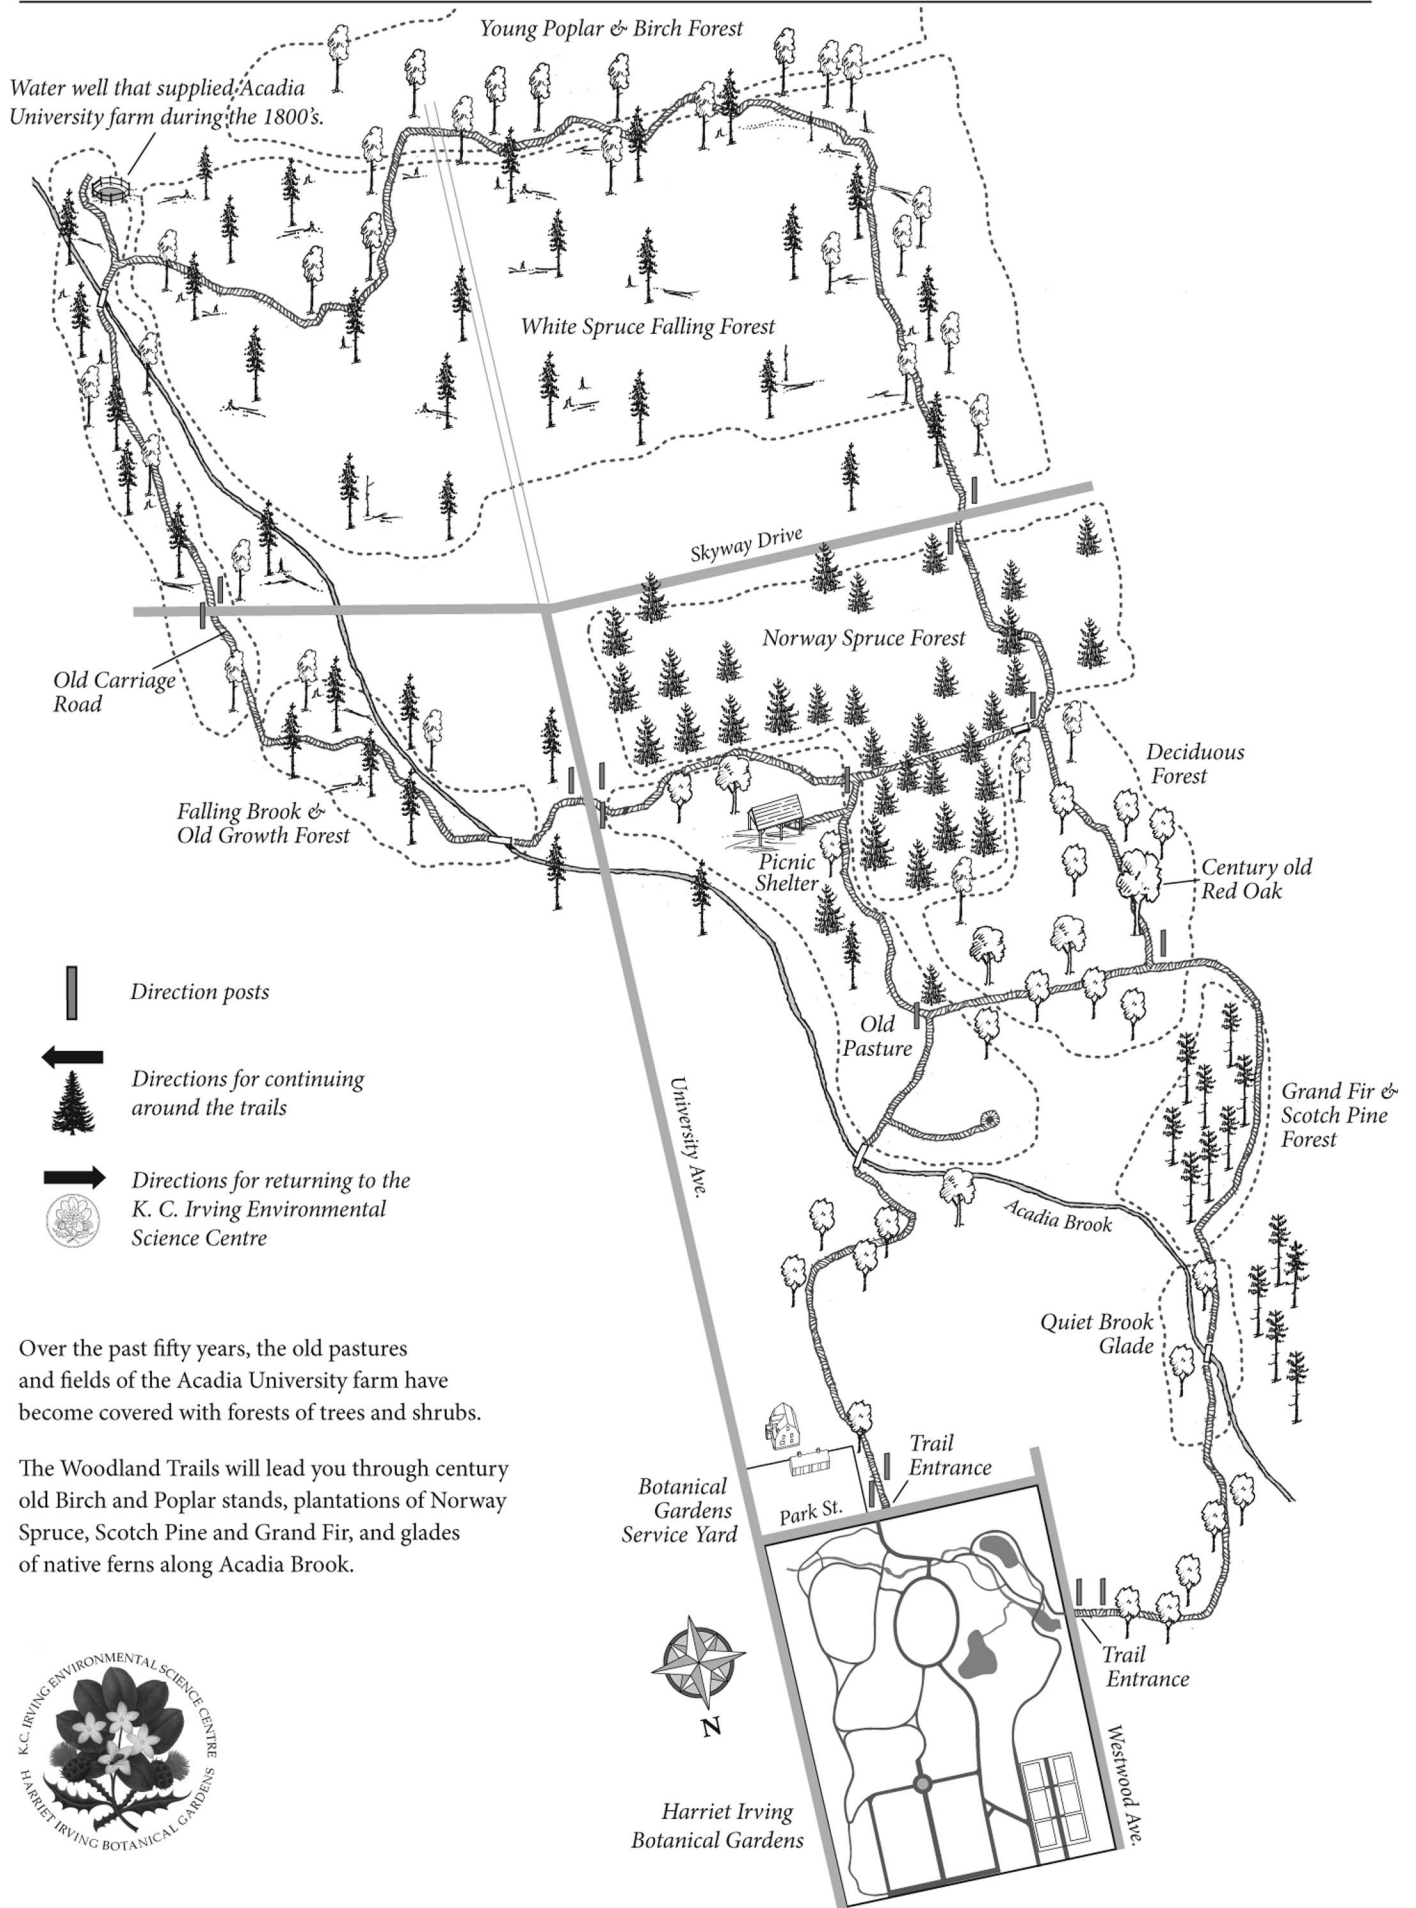 Young Poplar & Birch Forest
Water well that supplied Acadia
University farm during the 1800's.
White Spruce Falling Forest
Skyway Drive
Norway Spruce Forest
Old Carriage
Road
Deciduous
Forest
Falling Brook &
Old Growth Forest
Picnic
Shelter
Century old
Red Oak
Direction posts
Old
Pasture
Directions for continuing
around the trails
University Ave.
Grand Fir &
Scotch Pine
Forest
Directions for returning to the
K. C. Irving Environmental
Science Centre
Acadia Brook
Quiet Brook
Glade
Over the past fifty years, the old pastures
and fields of the Acadia University farm have
become covered with forests of trees and shrubs.
The Woodland Trails will lead you through century
old Birch and Poplar stands, plantations of Norway
Spruce, Scotch Pine and Grand Fir, and glades
of native ferns along Acadia Brook.
Trail
Entrance
Botanical
Gardens
Service Yard
Park St.
Trail
Entrance
N
Westwood Ave.
Harriet Irving
Botanical Gardens
K.C. IRVING ENVIRONMENTAL SCIENCE CENTRE
HARRIET IRVING BOTANICAL GARDENS